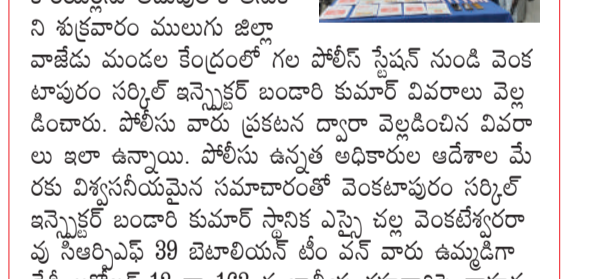 ని శుక్రవారం ములుగు జిల్లా
వాజేడు మండల కేంద్రంలో గల పోలీస్ స్టేషన్ నుండి వెంక
టాపురం సర్కిల్ ఇన్స్పెక్టర్ బండారి కుమార్ వివరాలు వెల్ల
డించారు. పోలీసు వారు ప్రకటన ద్వారా వెల్లడించిన వివరా
లు ఇలా ఉన్నాయి. పోలీసు ఉన్నత అధికారుల ఆదేశాల మే
రకు విశ్వసనీయమైన సమాచారంతో వెంకటాపురం సర్కిల్
ఇన్స్పెక్టర్ బండారి కుమార్ స్థానిక ఎస్సై చల్ల వెంకటేశ్వరరా
వు సిఆర్పిఎఫ్ 39 బెటాలియన్ టీం వన్ వారు ఉమ్మడిగా